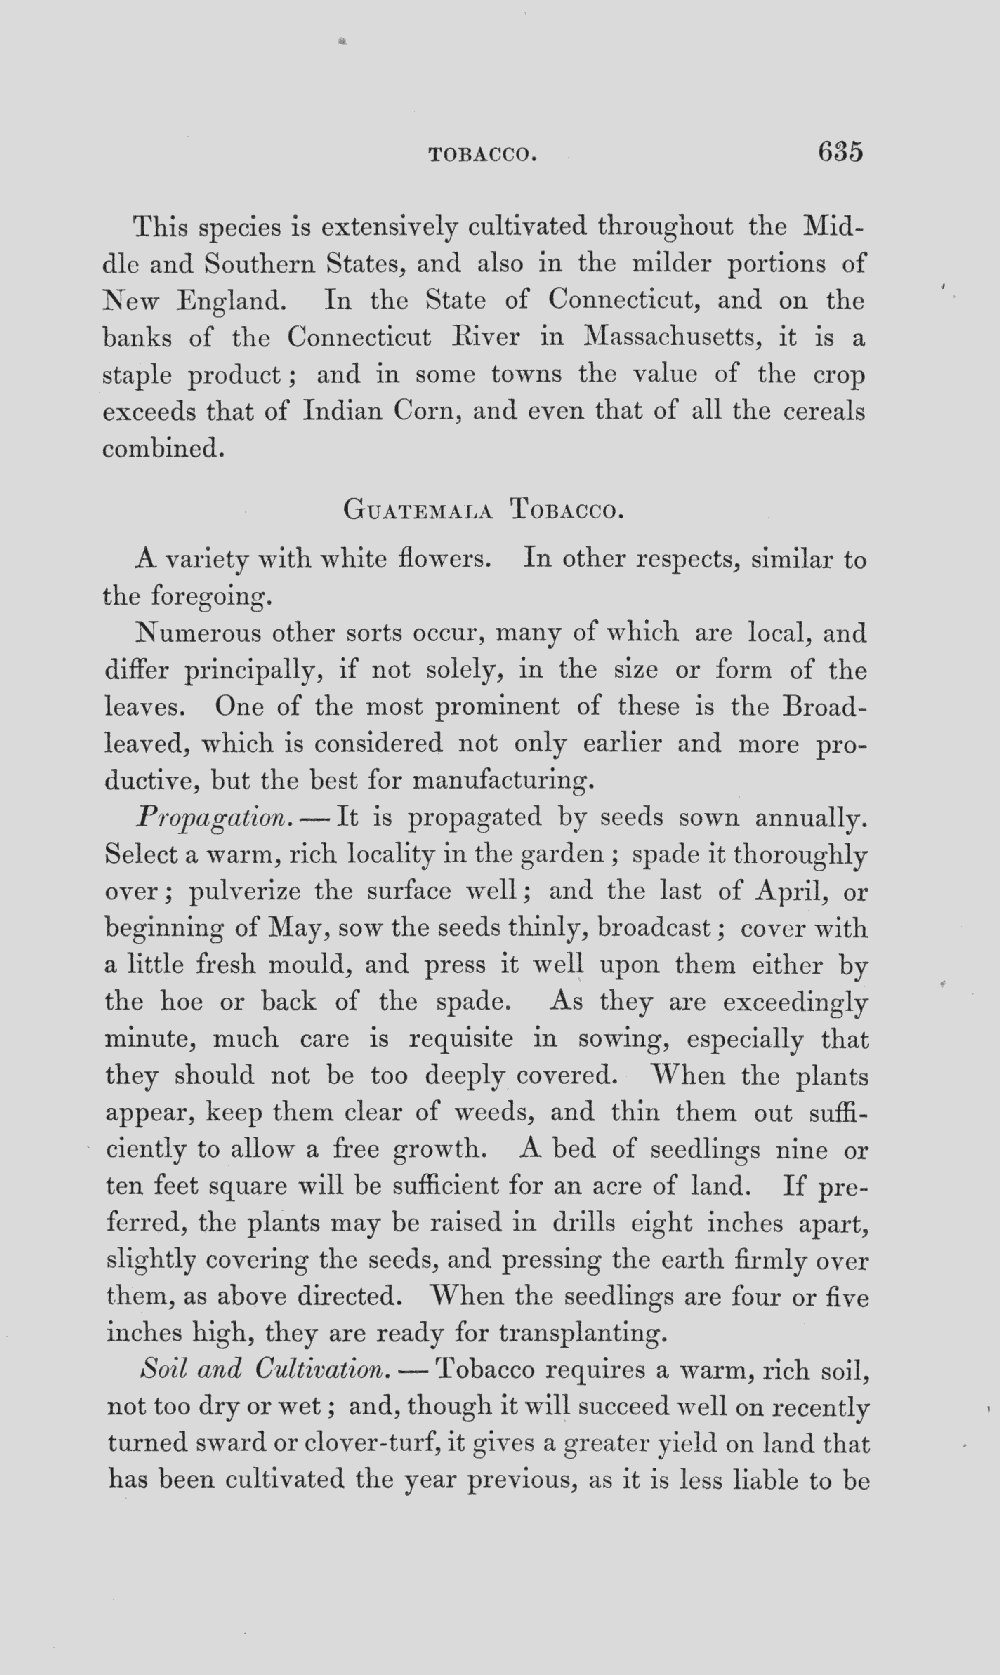 TOBACCO. 635
This species is extensively cultivated throughout the Mid-
dle and Southern States, and also in the milder portions of
New England. In the State of Connecticut, and on the
banks of the Connecticut River in Massachusetts, it is a
staple product; and in some towns the value of the crop
exceeds that of Indian Corn, and even that of all the cereals
combined.
GUATEMALA TOBACCO.
A variety with white flowers. In other respects, similar to
the foregoing.
Numerous other sorts occur, many of which are local, and
differ principally, if not solely, in the size or form of the
leaves. One of the most prominent of these is the Broad-
leaved, which is considered not only earlier and more pro-
ductive, but the best for manufacturing.
Propagation. — It is propagated by seeds sown annually.
Select a warm, rich locality in the garden; spade it thoroughly
over; pulverize the surface well; and the last of April, or
beginning of May, sow the seeds thinly, broadcast; cover with
a little fresh mould, and press it well upon them either by
the hoe or back of the spade. As they are exceedingly
minute, much care is requisite in sowing, especially that
they should not be too deeply covered. When the plants
appear, keep them clear of weeds, and thin them out suffi-
ciently to allow a free growth. A bed of seedlings nine or
ten feet square will be sufficient for an acre of land. If pre-
ferred, the plants may be raised in drills eight inches apart,
slightly covering the seeds, and pressing the earth firmly over
them, as above directed. When the seedlings are four or five
inches high, they are ready for transplanting.
Soil and Cultivation. — Tobacco requires a warm, rich soil,
not too dry or wet; and, though it will succeed well on recently
turned sward or clover-turf, it gives a greater yield on land that
has been cultivated the year previous, as it is less liable to be